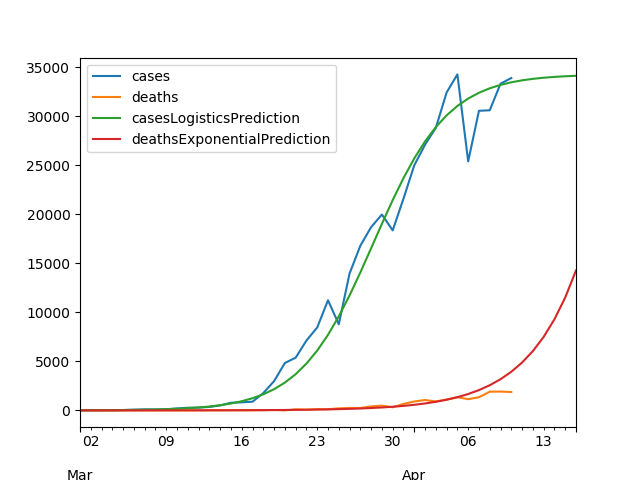 35000
30000
25000
20000
15000
10000
5000
0
cases
deaths
casesLogisticsPrediction
deathsExponentialPrediction
02 09 16 23 30 06 13
Mar Apr